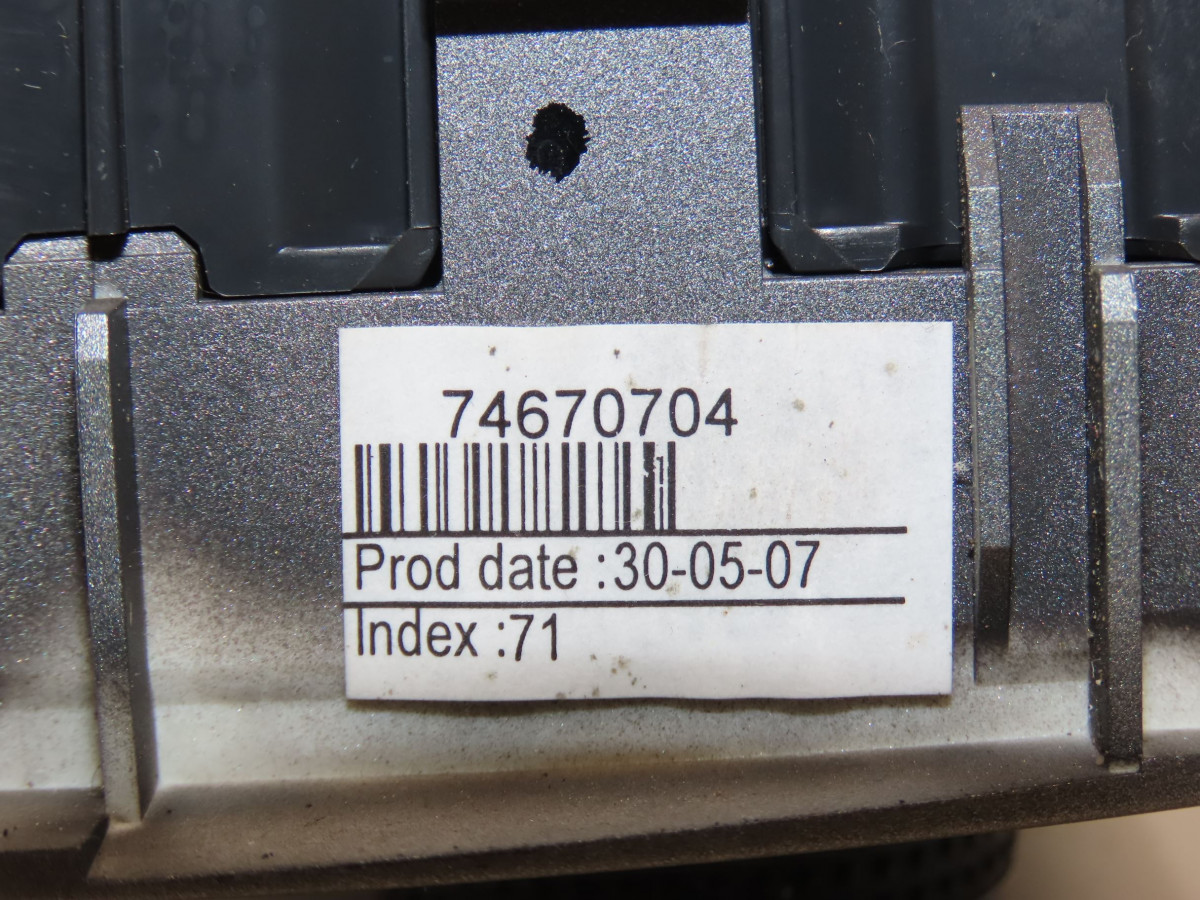 74670704
Prod date :30-05-07
Index :71